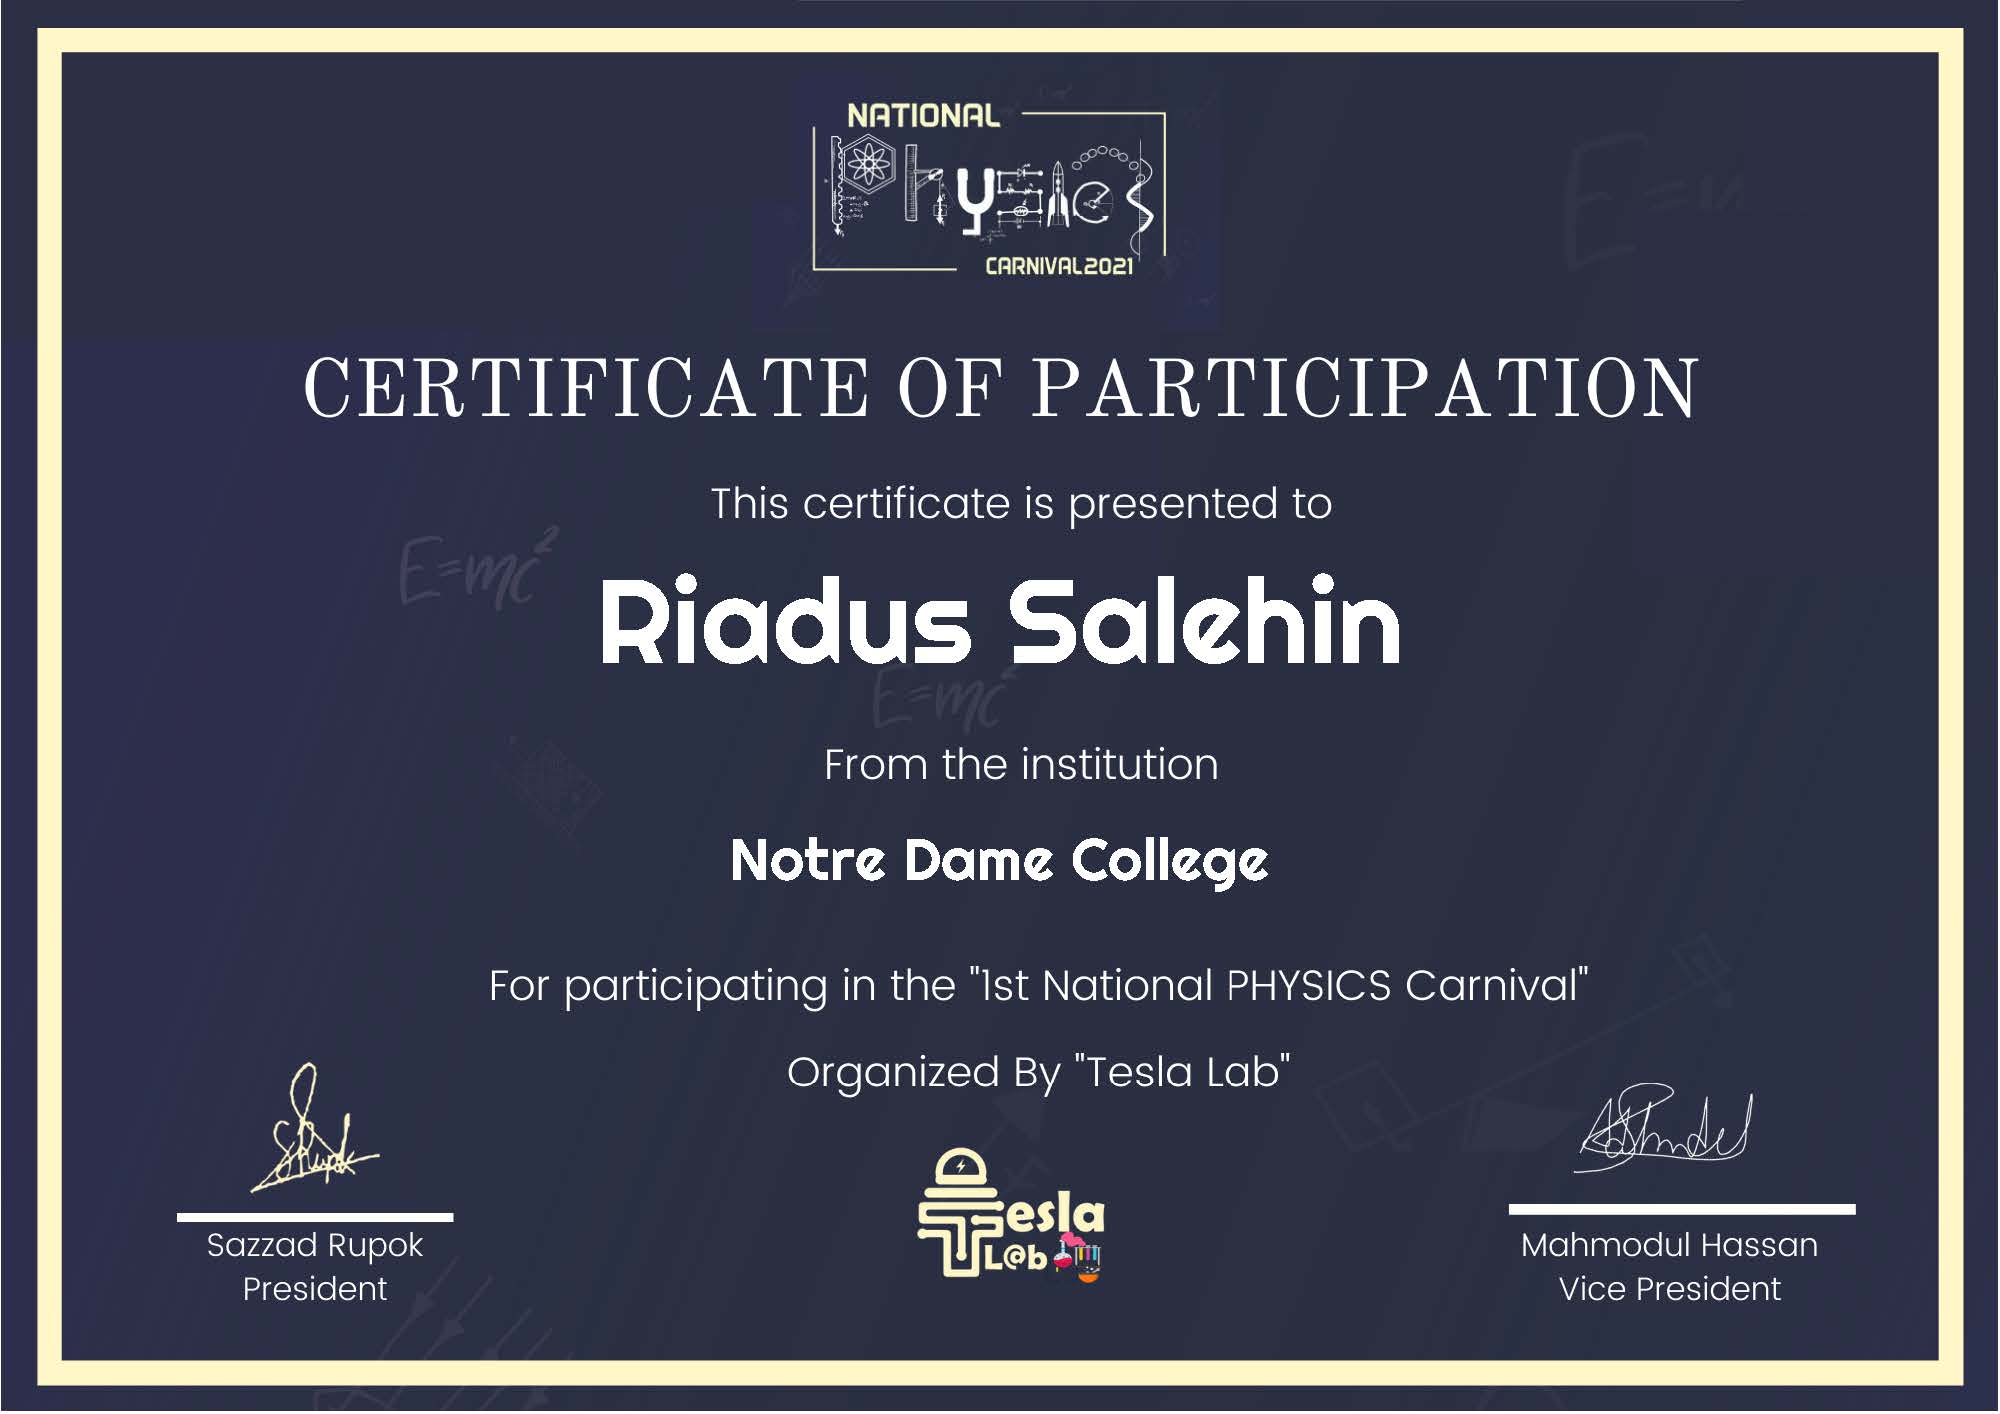 NATIONAL
Physics
CARNIVAL2021
E=m
CERTIFICATE OF PARTICIPATION
This certificate is presented to
E=mc²
Riadus Salehin
E=mc²
From the institution
Notre Dame College
For participating in the "1st National PHYSICS Carnival"
Organized By "Tesla Lab"
Tesla
L@b
Sazzad Rupok
President
Mahmodul Hassan
Vice President